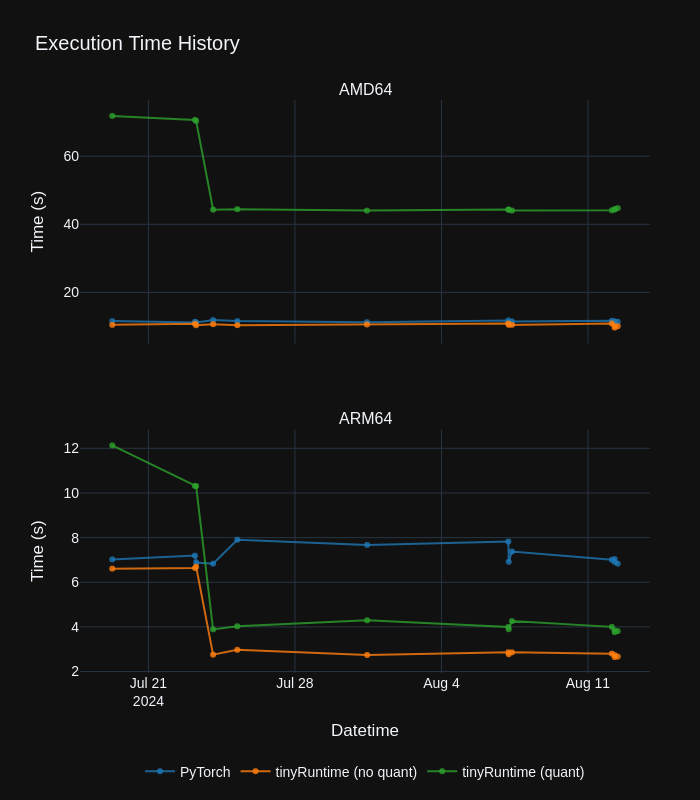 Execution Time History
AMD64
60
40
20
Time (s)
ARM64
12
10
8
6
4
2
Time (s)
Jul 21 Jul 28 Aug 4 Aug 11
2024
Datetime
PyTorch tinyRuntime (no quant) tinyRuntime (quant)